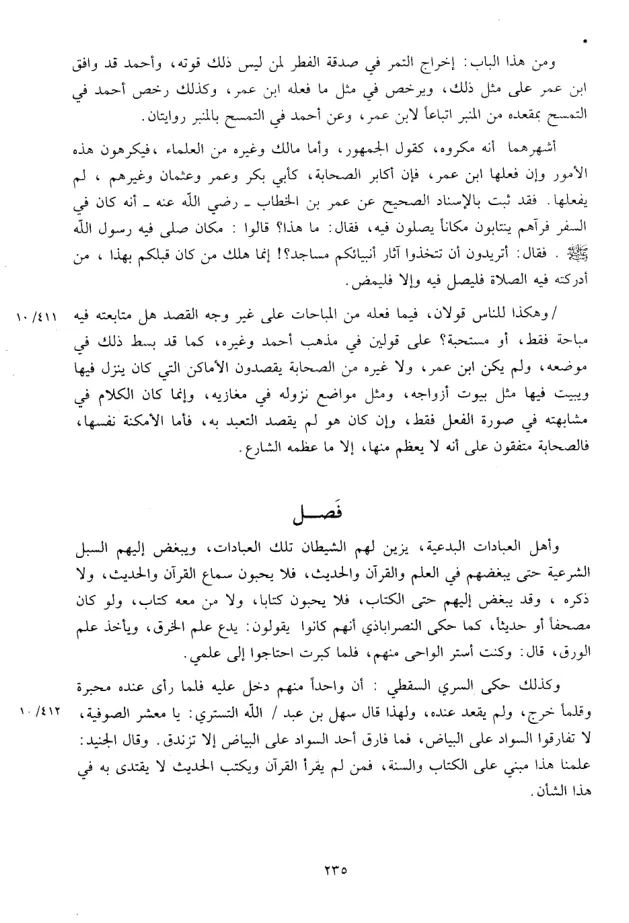 ومن هذا الباب: إخراج التمر في صدقة الفطر لمن ليس ذلك قوته، وأحمد قد وافق
ابن عمر على مثل ذلك، ويرخص في مثل ما فعله ابن عمر، وكذلك رخص أحمد في
التمسح بمقعده من المنبر اتباعاً لابن عمر، وعن أحمد في التمسح بالمنبر روايتان.
أشهرهما أنه مكروه، كقول الجمهور، وأما مالك وغيره من العلماء ،فيكرهون هذه
الأمور وإن فعلها ابن عمر، فإن أكابر الصحابة، كأبي بكر وعمر وعثمان وغيرهم ، لم
يفعلها. فقد ثبت بالإسناد الصحيح عن عمر بن الخطاب ـ رضي الله عنه ـ أنه كان في
السفر فرآهم ينتابون مكاناً يصلون فيه، فقال: ما هذا؟ قالوا : مكان صلى فيه رسول الله
ﷺ . فقال: أتريدون أن تتخذوا آثار أنبيائكم مساجد؟! إنما هلك من كان قبلكم بهذا ، من
أدركته فيه الصلاة فليصل فيه وإلا فليمض.
/ وهكذا للناس قولان، فيما فعله من المباحات على غير وجه القصد هل متابعته فيه ١٠/٤١١
مباحة فقط، أو مستحبة؟ على قولين في مذهب أحمد وغيره، كما قد بسط ذلك في
موضعه، ولم يكن ابن عمر، ولا غيره من الصحابة يقصدون الأماكن التي كان ينزل فيها
ويبيت فيها مثل بيوت أزواجه، ومثل مواضع نزوله في مغازيه، وإنما كان الكلام في
مشابهته في صورة الفعل فقط، وإن كان هو لم يقصد التعبد به، فأما الأمكنة نفسها،
فالصحابة متفقون على أنه لا يعظم منها، إلا ما عظمه الشارع.
فَصـــل
وأهل العبادات البدعية، يزين لهم الشيطان تلك العبادات، ويبغض إليهم السبل
الشرعية حتى يبغضهم في العلم والقرآن والحديث، فلا يحبون سماع القرآن والحديث، ولا
ذكره ، وقد يبغض إليهم حتى الكتاب، فلا يحبون كتابا، ولا من معه كتاب، ولو كان
مصحفاً أو حديثاً، كما حكى النصراباذي أنهم كانوا يقولون: يدع علم الخرق، ويأخذ علم
الورق، قال: وكنت أستر الواحى منهم، فلما كبرت احتاجوا إلى علمي.
وكذلك حكى السري السقطي : أن واحداً منهم دخل عليه فلما رأى عنده محبرة
وقلماً خرج، ولم يقعد عنده، ولهذا قال سهل بن عبد / الله التستري: يا معشر الصوفية، ١٠/٤١٢
لا تفارقوا السواد على البياض، فما فارق أحد السواد على البياض إلا تزندق. وقال الجنيد:
علمنا هذا مبني على الكتاب والسنة، فمن لم يقرأ القرآن ويكتب الحديث لا يقتدى به في
هذا الشأن.
٢٣٥